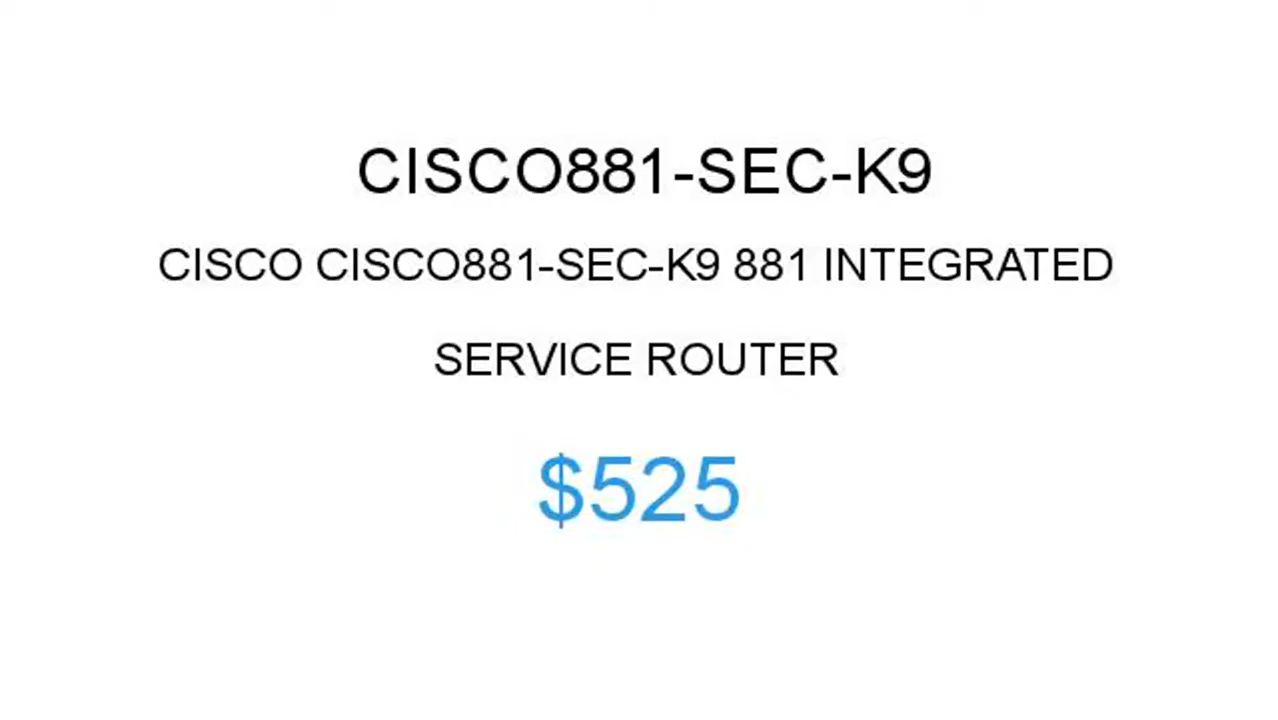 CISCO881-SEC-K9
CISCO CISCO881-SEC-K9 881 INTEGRATED
SERVICE ROUTER
$525